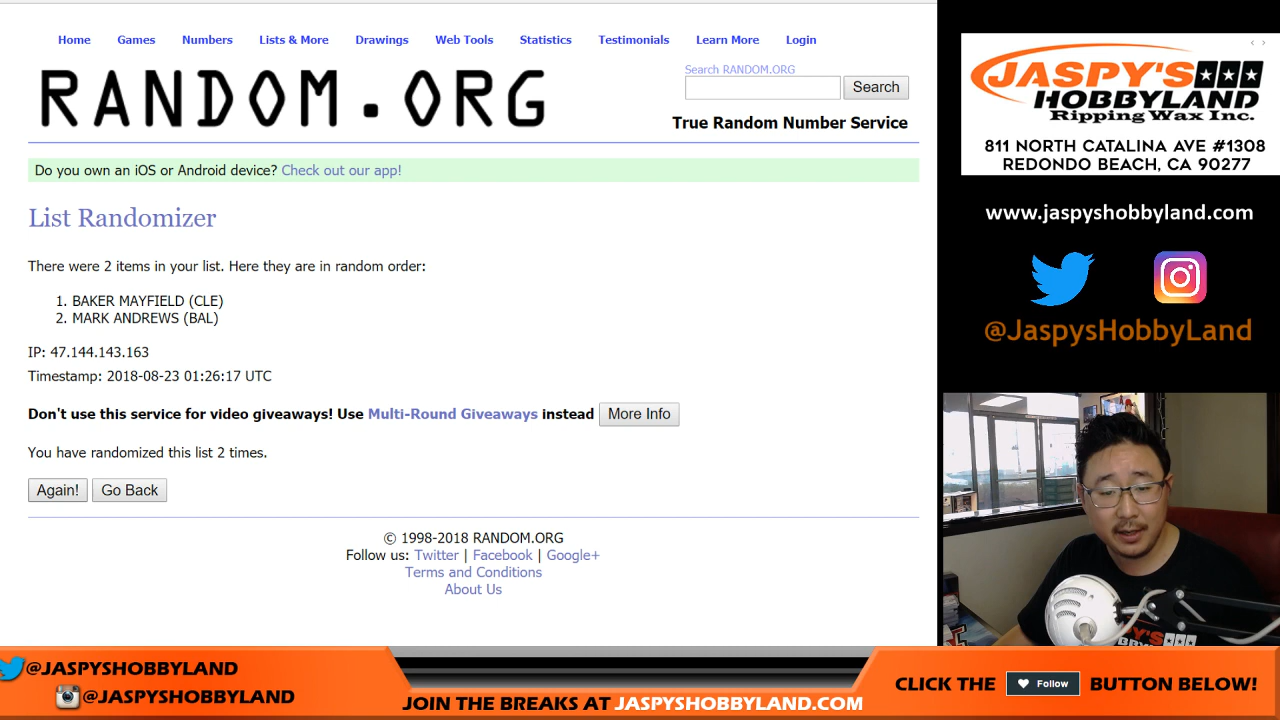 Home Games Numbers Lists & More Drawings Web Tools Statistics Testimonials Learn More Login
RANDOM.ORG
Search RANDOM.ORG
Search
True Random Number Service
Do you own an iOS or Android device? Check out our app!
List Randomizer
There were 2 items in your list. Here they are in random order:
1. BAKER MAYFIELD (CLE)
2. MARK ANDREWS (BAL)
IP: 47.144.143.163
Timestamp: 2018-08-23 01:26:17 UTC
Don't use this service for video giveaways! Use Multi-Round Giveaways instead More Info
You have randomized this list 2 times.
Again! Go Back
© 1998-2018 RANDOM.ORG
Follow us: Twitter | Facebook | Google+
Terms and Conditions
About Us
JASPY'S
HOBBYLAND
Ripping Wax Inc.
811 NORTH CATALINA AVE #1308
REDONDO BEACH, CA 90277
www.jaspyshobbyland.com
@JaspysHobbyLand
@JASPYSHOBBYLAND
@JASPYSHOBBYLAND
JOIN THE BREAKS AT JASPYSHOBBYLAND.COM
CLICK THE Follow BUTTON BELOW!